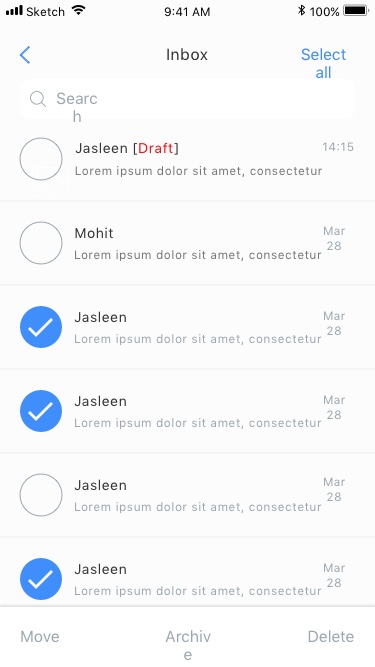 Sketch 9:41 AM 100%
Inbox Select
all
Searc
h
Jasleen [Draft] 14:15
Lorem ipsum dolor sit amet, consectetur
Mohit Mar
28
Lorem ipsum dolor sit amet, consectetur
Jasleen Mar
28
Lorem ipsum dolor sit amet, consectetur
Jasleen Mar
28
Lorem ipsum dolor sit amet, consectetur
Jasleen Mar
28
Lorem ipsum dolor sit amet, consectetur
Jasleen Mar
28
Lorem ipsum dolor sit amet, consectetur
Move Archiv Delete
e